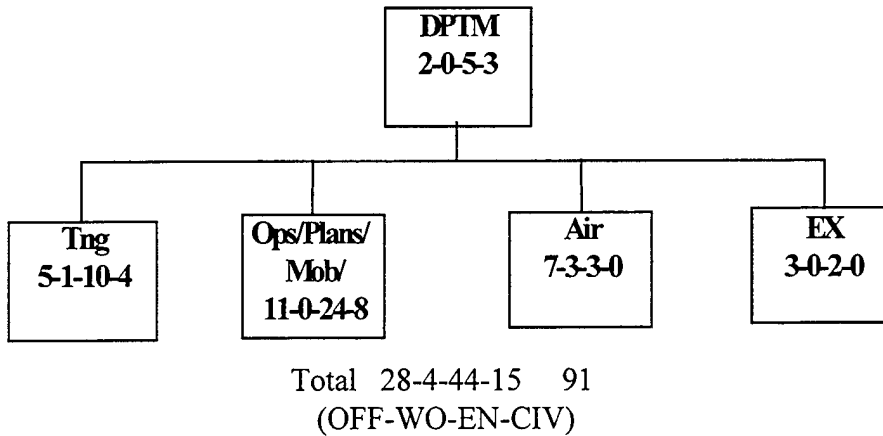 DPTM
2-0-5-3
Tng
5-1-10-4
Ops/Plans/
Mob/
11-0-24-8
Air
7-3-3-0
EX
3-0-2-0
Total 28-4-44-15 91
(OFF-WO-EN-CIV)